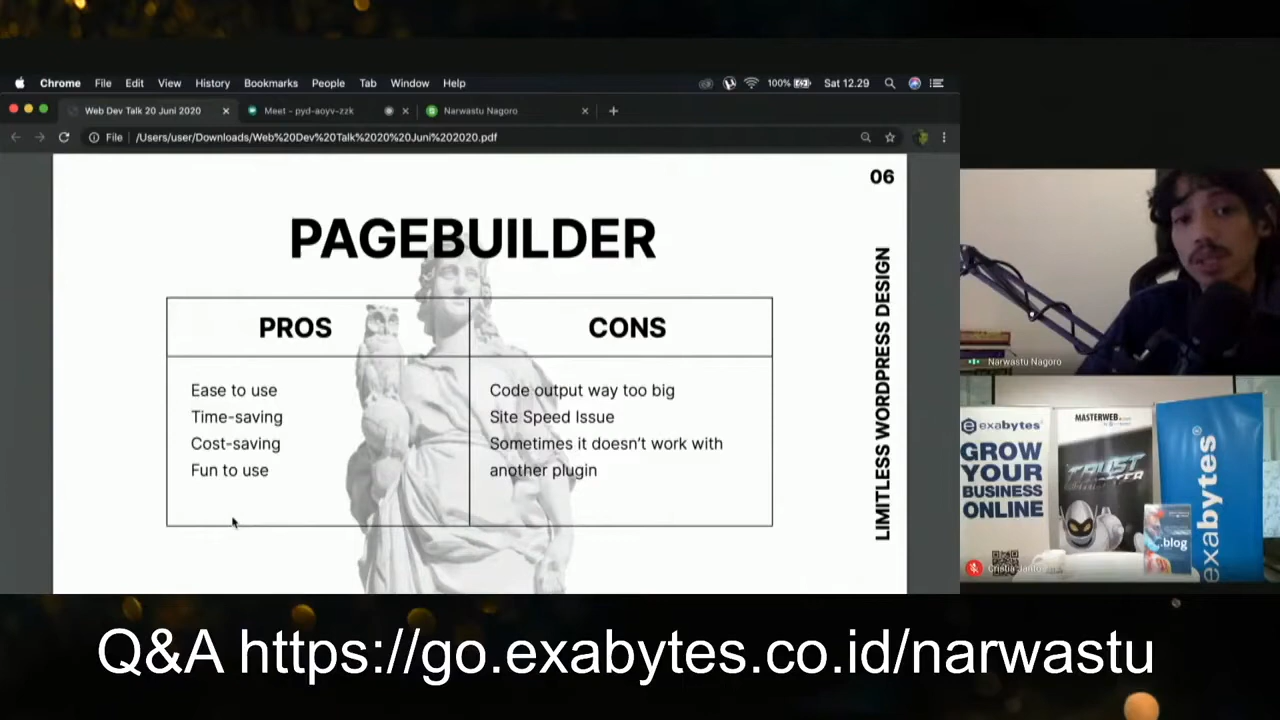 Chrome File Edit View History Bookmarks People Tab Window Help
100% Sat 12.29
Web Dev Talk 20 Juni 2020
Meet - pyd-aoyv-zzk
Narwastu Nagoro
File /Users/user/Downloads/Web%20Dev%20Talk%2020%20Juni%202020.pdf
06
PAGEBUILDER
PROS
CONS
Ease to use
Time-saving
Cost-saving
Fun to use
Code output way too big
Site Speed Issue
Sometimes it doesn't work with
another plugin
LIMITLESS WORDPRESS DESIGN
Narwastu Nagoro
exabytes
GROW
YOUR
BUSINESS
ONLINE
MASTERWEB
TRUST
.blog
exabytes
Q&A https://go.exabytes.co.id/narwastu